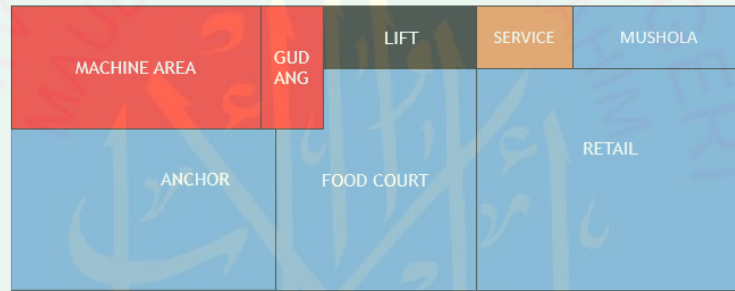 MACHINE AREA
GUD
ANG
LIFT
SERVICE
MUSHOLA
ANCHOR
FOOD COURT
RETAIL